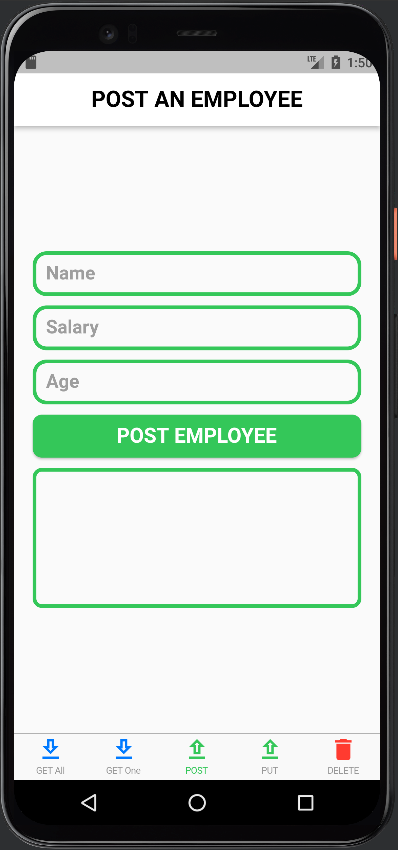 LTE 1:50
POST AN EMPLOYEE
Name
Salary
Age
POST EMPLOYEE
GET All GET One POST PUT DELETE